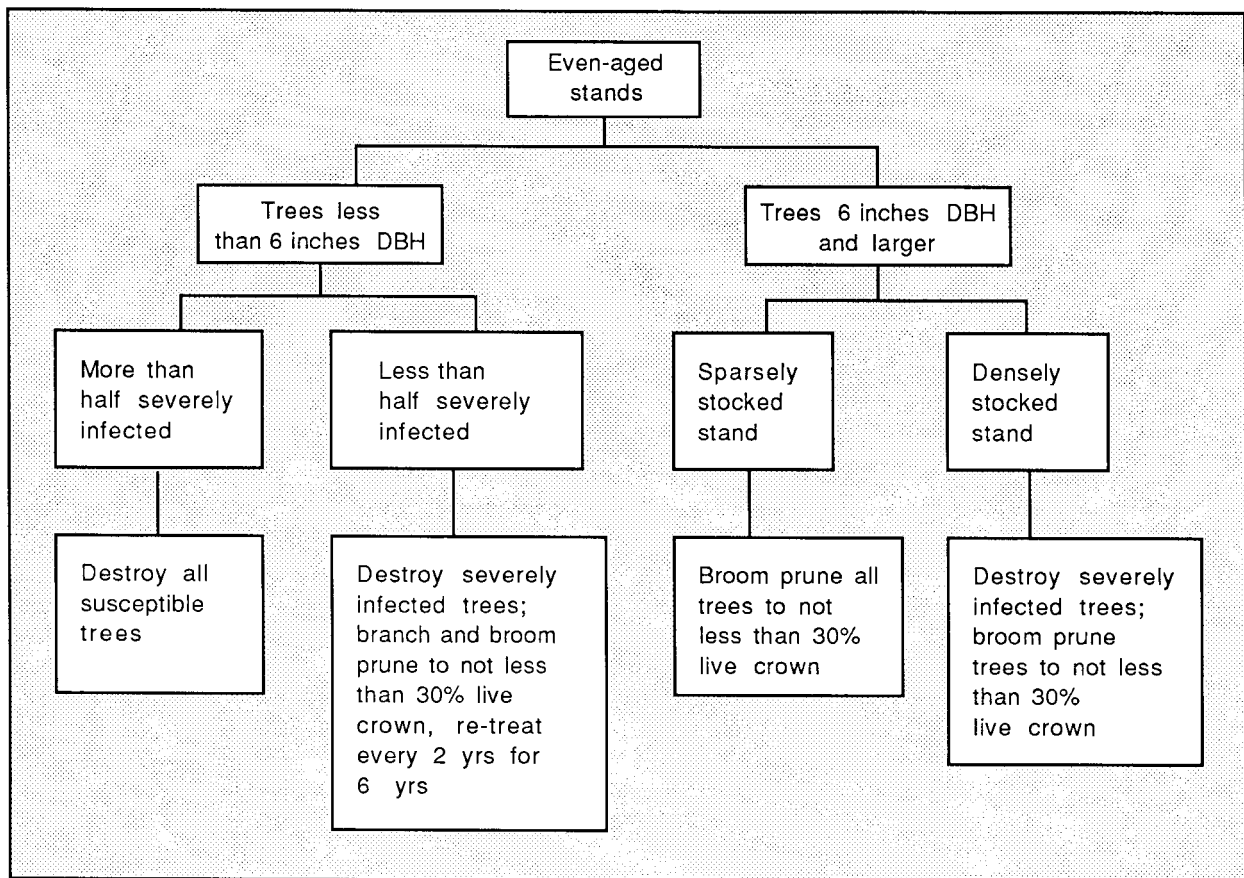 Even-aged
stands
Trees less
than 6 inches DBH
Trees 6 inches DBH
and larger
More than
half severely
infected
Less than
half severely
infected
Sparsely
stocked
stand
Densely
stocked
stand
Destroy all
susceptible
trees
Destroy severely
infected trees;
branch and broom
prune to not less
than 30% live
crown, re-treat
every 2 yrs for
6 yrs
Broom prune all
trees to not
less than 30%
live crown
Destroy severely
infected trees;
broom prune
trees to not less
than 30%
live crown